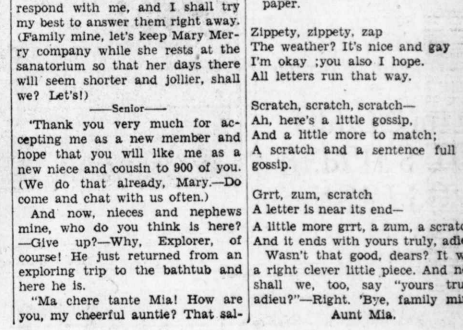 respond with me, and I shall try
my best to answer them right away.
(Family mine, let's keep Mary Mer-
ry company while she rests at the
sanatorium so that her days there
will seem shorter and jollier, shall
we? Let's!)
—Senior—
'Thank you very much for ac-
cepting me as a new member and
hope that you will like me as a
new niece and cousin to 900 of you.
(We do that already, Mary.—Do
come and chat with us often.)
And now, nieces and nephews
mine, who do you think is here?
—Give up?—Why, Explorer, of
course! He just returned from an
exploring trip to the bathtub and
here he is.
"Ma chere tante Mia! How are
you, my cheerful auntie? That sal-
paper.
Zippety, zippety, zap
The weather? It's nice and gay
I'm okay ;you also I hope.
All letters run that way.
Scratch, scratch, scratch—
Ah, here's a little gossip,
And a little more to match;
A scratch and a sentence full
gossip.
Grrt, zum, scratch
A letter is near its end—
A little more grrt, a zum, a scratc
And it ends with yours truly, adie
Wasn't that good, dears? It w
a right clever little piece. And n
shall we, too, say "yours tru
adieu?"—Right. 'Bye, family mi
Aunt Mia.